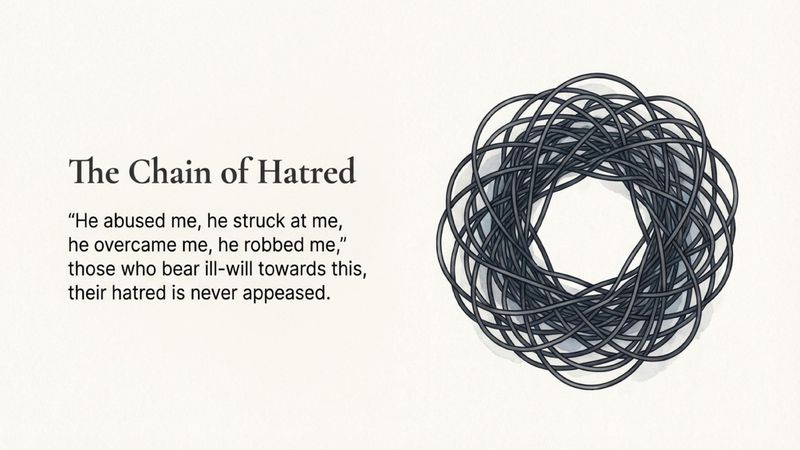 The Chain of Hatred
“He abused me, he struck at me,
he overcame me, he robbed me,”
those who bear ill-will towards this,
their hatred is never appeased.